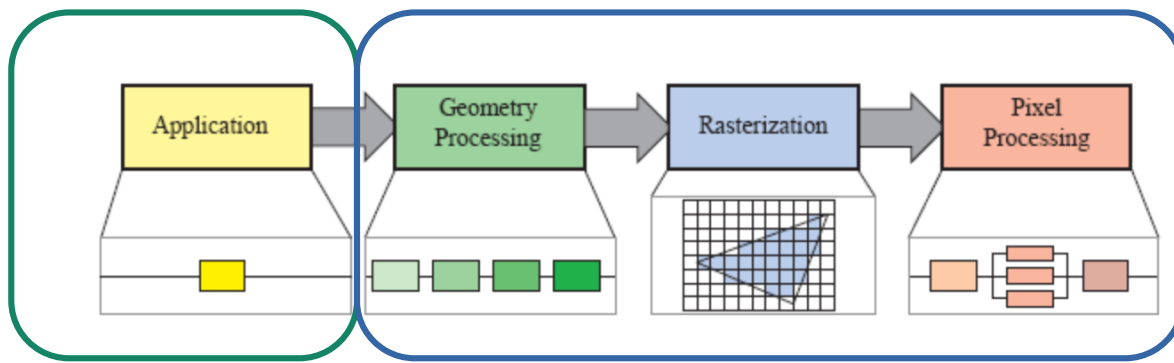 Application
Geometry
Processing
Rasterization
Pixel
Processing